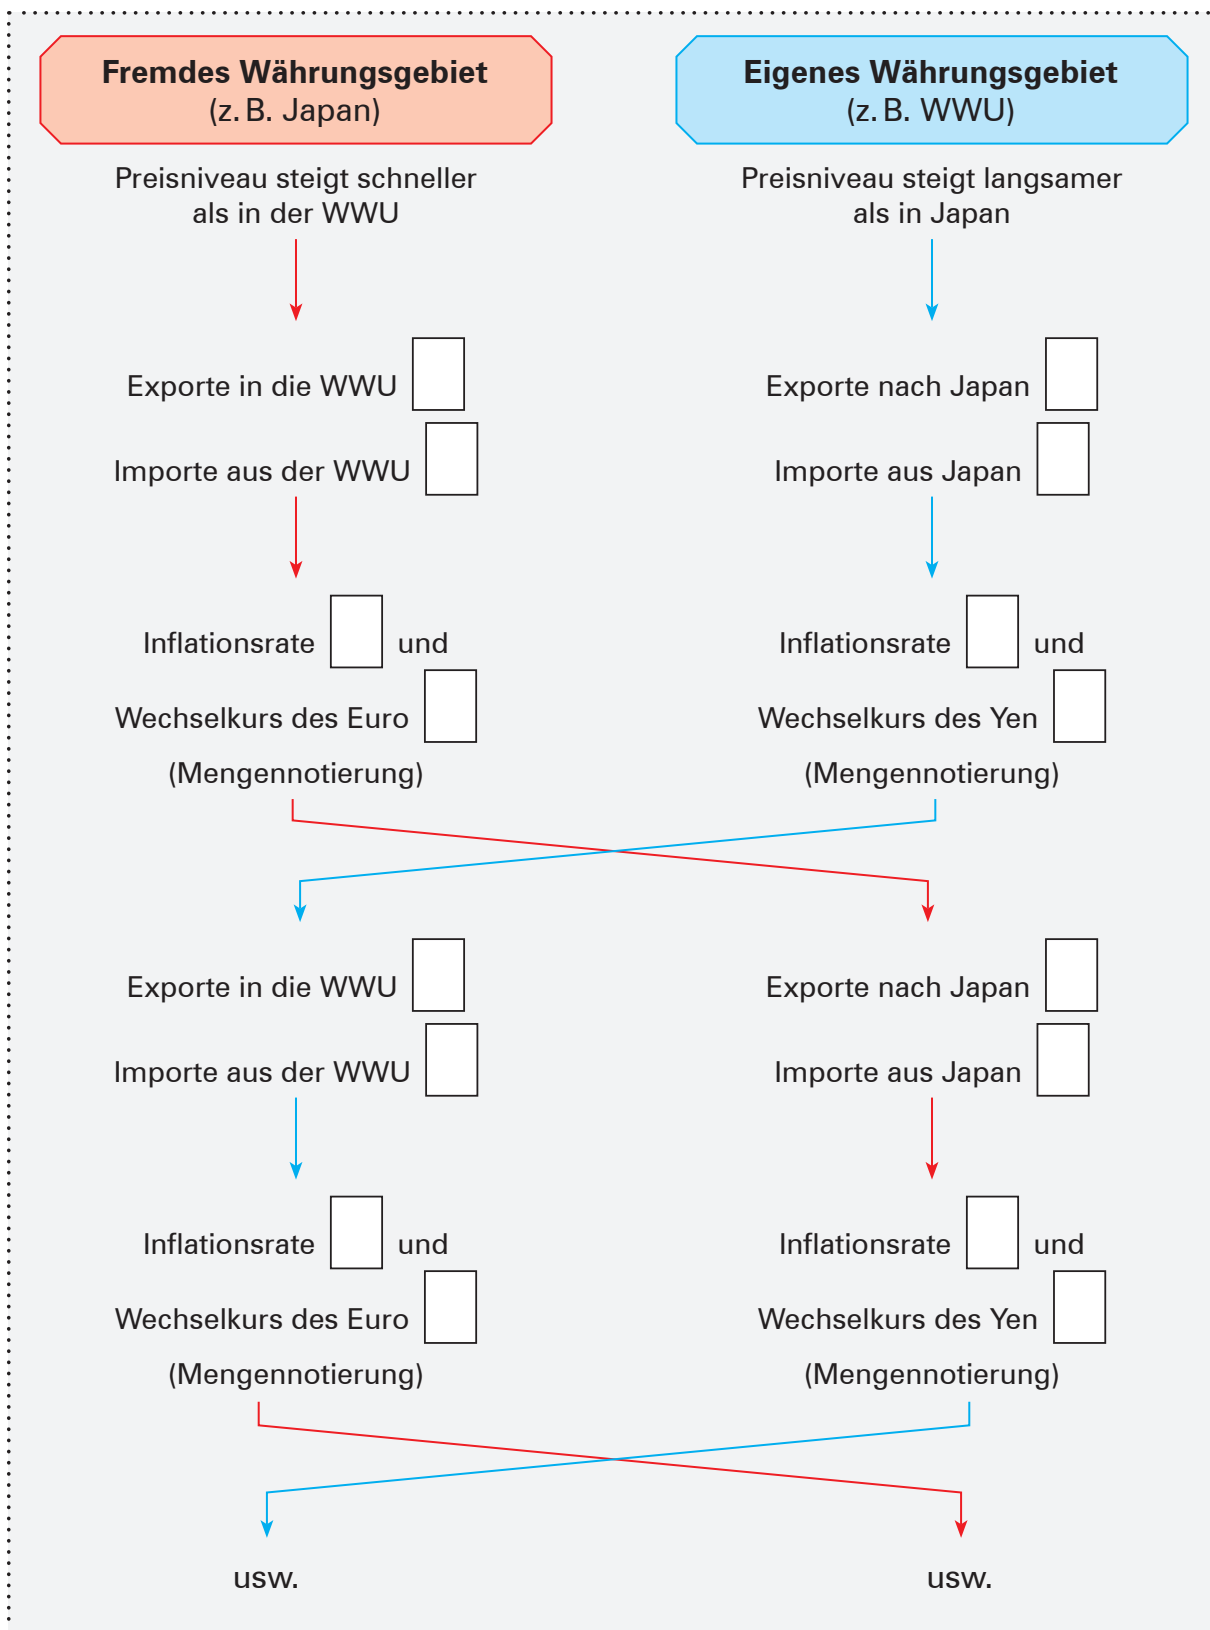 Fremdes Währungsgebiet
(z. B. Japan)
Preisniveau steigt schneller
als in der WWU
Exporte in die WWU
Importe aus der WWU
Inflationsrate und
Wechselkurs des Euro
(Mengennotierung)
Exporte in die WWU
Importe aus der WWU
Inflationsrate und
Wechselkurs des Euro
(Mengennotierung)
usw.
Eigenes Währungsgebiet
(z. B. WWU)
Preisniveau steigt langsamer
als in Japan
Exporte nach Japan
Importe aus Japan
Inflationsrate und
Wechselkurs des Yen
(Mengennotierung)
Exporte nach Japan
Importe aus Japan
Inflationsrate und
Wechselkurs des Yen
(Mengennotierung)
usw.